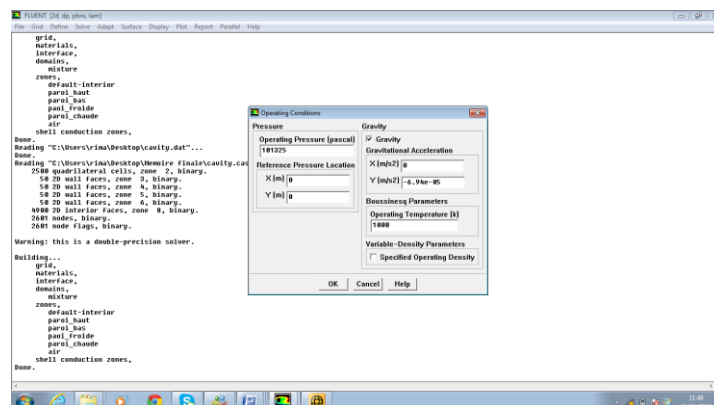 FLUENT [2d, dp, pbns, lam]
File Grid Define Solve Adapt Surface Display Plot Report Parallel Help
grid,
materials,
interface,
domains,
mixture
zones,
default-interior
paroi_haut
paroi_bas
paoi_froide
paroi_chaude
air
shell conduction zones,
Done.
Reading "C:\Users\rima\Desktop\cavity.dat"...
Done.
Reading "C:\Users\rima\Desktop\Memoire finale\cavity.cas
2500 quadrilateral cells, zone 2, binary.
50 2D wall faces, zone 3, binary.
50 2D wall faces, zone 4, binary.
50 2D wall faces, zone 5, binary.
50 2D wall faces, zone 6, binary.
4900 2D interior faces, zone 8, binary.
2601 nodes, binary.
2601 node flags, binary.
Warning: this is a double-precision solver.
Building...
grid,
materials,
interface,
domains,
mixture
zones,
default-interior
paroi_haut
paroi_bas
paoi_froide
paroi_chaude
air
shell conduction zones,
Done.
Operating Conditions
Pressure
Operating Pressure (pascal)
101325
Reference Pressure Location
X (m) 0
Y (m) 0
Gravity
Gravity
Gravitational Acceleration
X (m/s2) 0
Y (m/s2) -6.94e-05
Boussinesq Parameters
Operating Temperature (k)
1000
Variable-Density Parameters
Specified Operating Density
OK Cancel Help
11:40